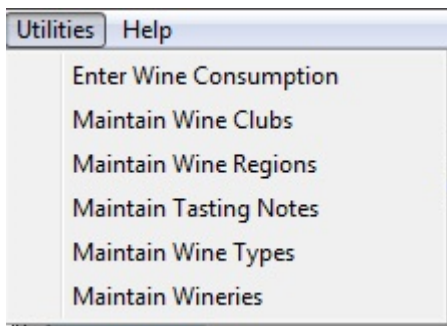 Utilities Help
Enter Wine Consumption
Maintain Wine Clubs
Maintain Wine Regions
Maintain Tasting Notes
Maintain Wine Types
Maintain Wineries